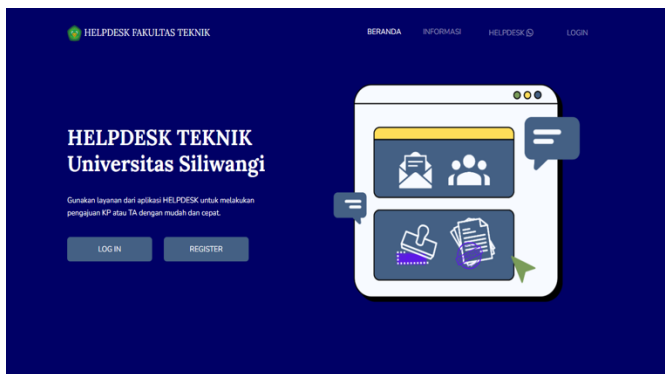 HELPDESK FAKULTAS TEKNIK
BERANDA INFORMASI HELPDESK LOGIN
HELPDESK TEKNIK
Universitas Siliwangi
Gunakan layanan dari aplikasi HELPDESK untuk melakukan
pengajuan KP atau TA dengan mudah dan cepat.
LOG IN REGISTER